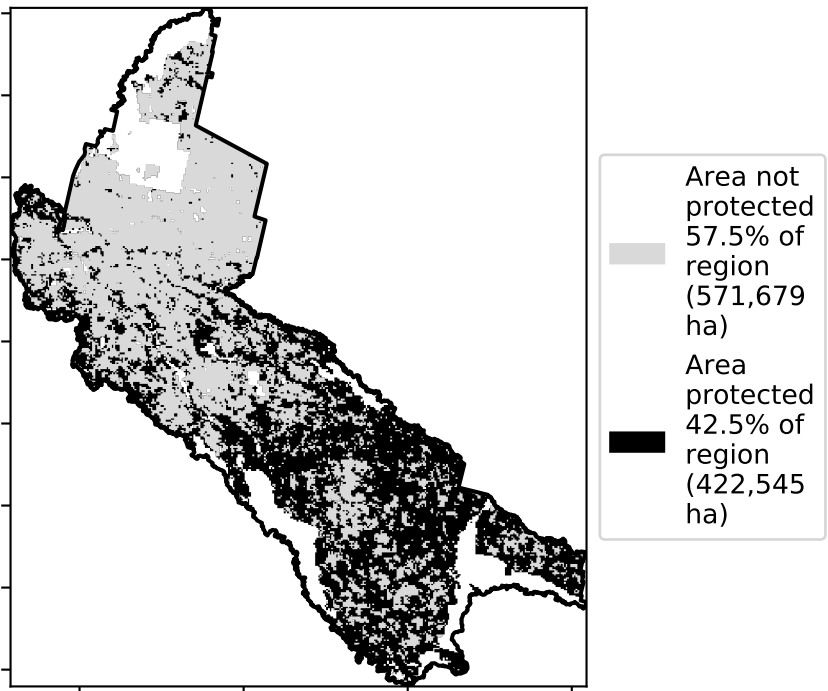 Area not
protected
57.5% of
region
(571,679
ha)
Area
protected
42.5% of
region
(422,545
ha)